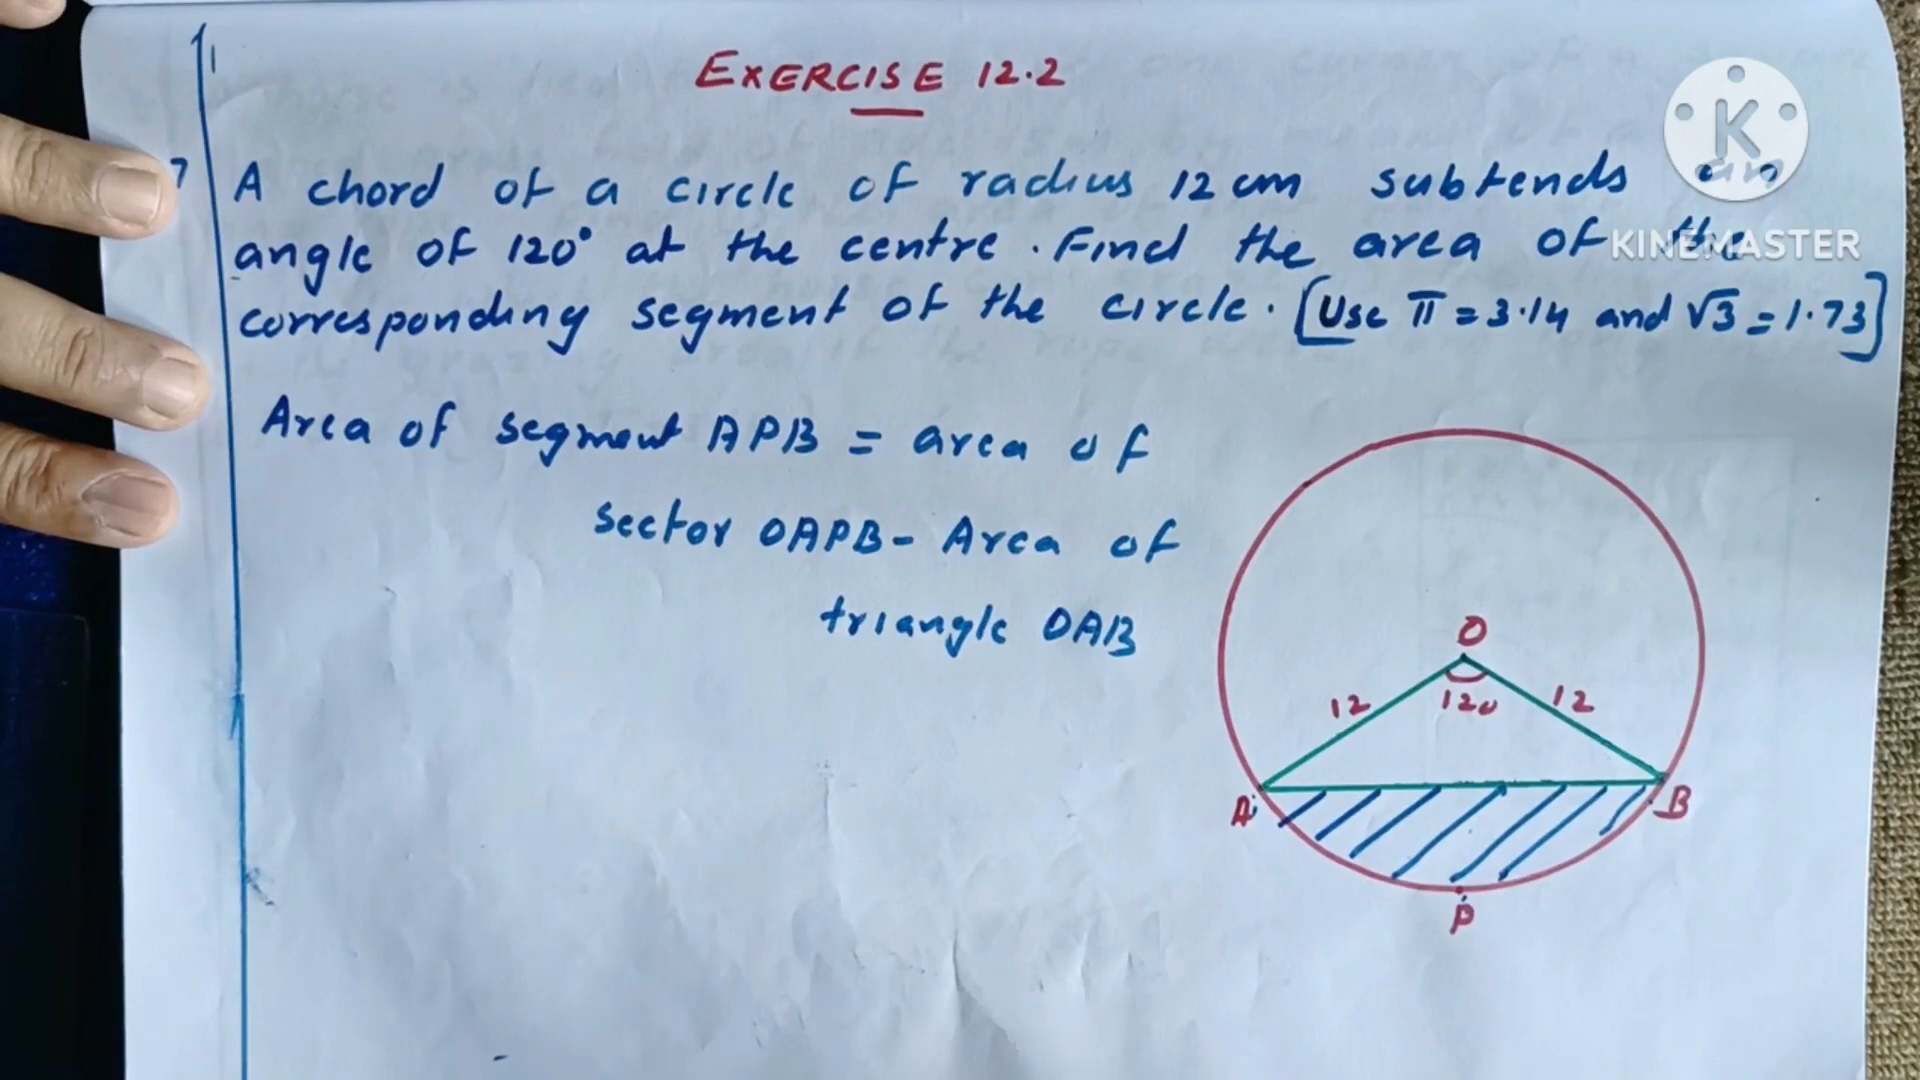 EXERCISE 12.2
K
7 A chord of a circle of radius 12 cm subtends an
angle of 120° at the centre. Find the area of the
KINEMASTER
corresponding segment of the circle. [Use π = 3.14 and √3 = 1.73]
Area of segment APB = area of
sector OAPB - Area of
triangle OAB
O
12 120 12
A B
P